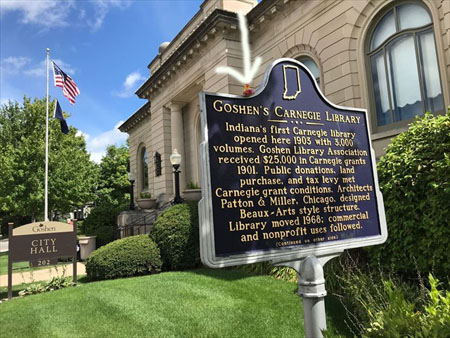 GOSHEN'S CARNEGIE LIBRARY
Indiana's first Carnegie library
opened here 1903 with 3,000
volumes. Goshen Library Association
received $25,000 in Carnegie grants
1901. Public donations, land
purchase, and tax levy met
Carnegie grant conditions. Architects
Patton & Miller, Chicago, designed
Beaux-Arts style structure.
Library moved 1968; commercial
and nonprofit uses followed.
(Continued on other side)
Goshen
CITY HALL
202